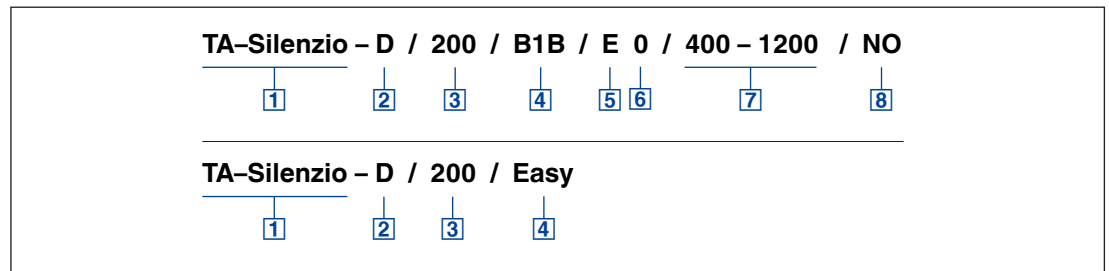 TA–Silenzio – D / 200 / B1B / E 0 / 400 – 1200 / NO
1 2 3 4 5 6 7 8
TA–Silenzio – D / 200 / Easy
1 2 3 4